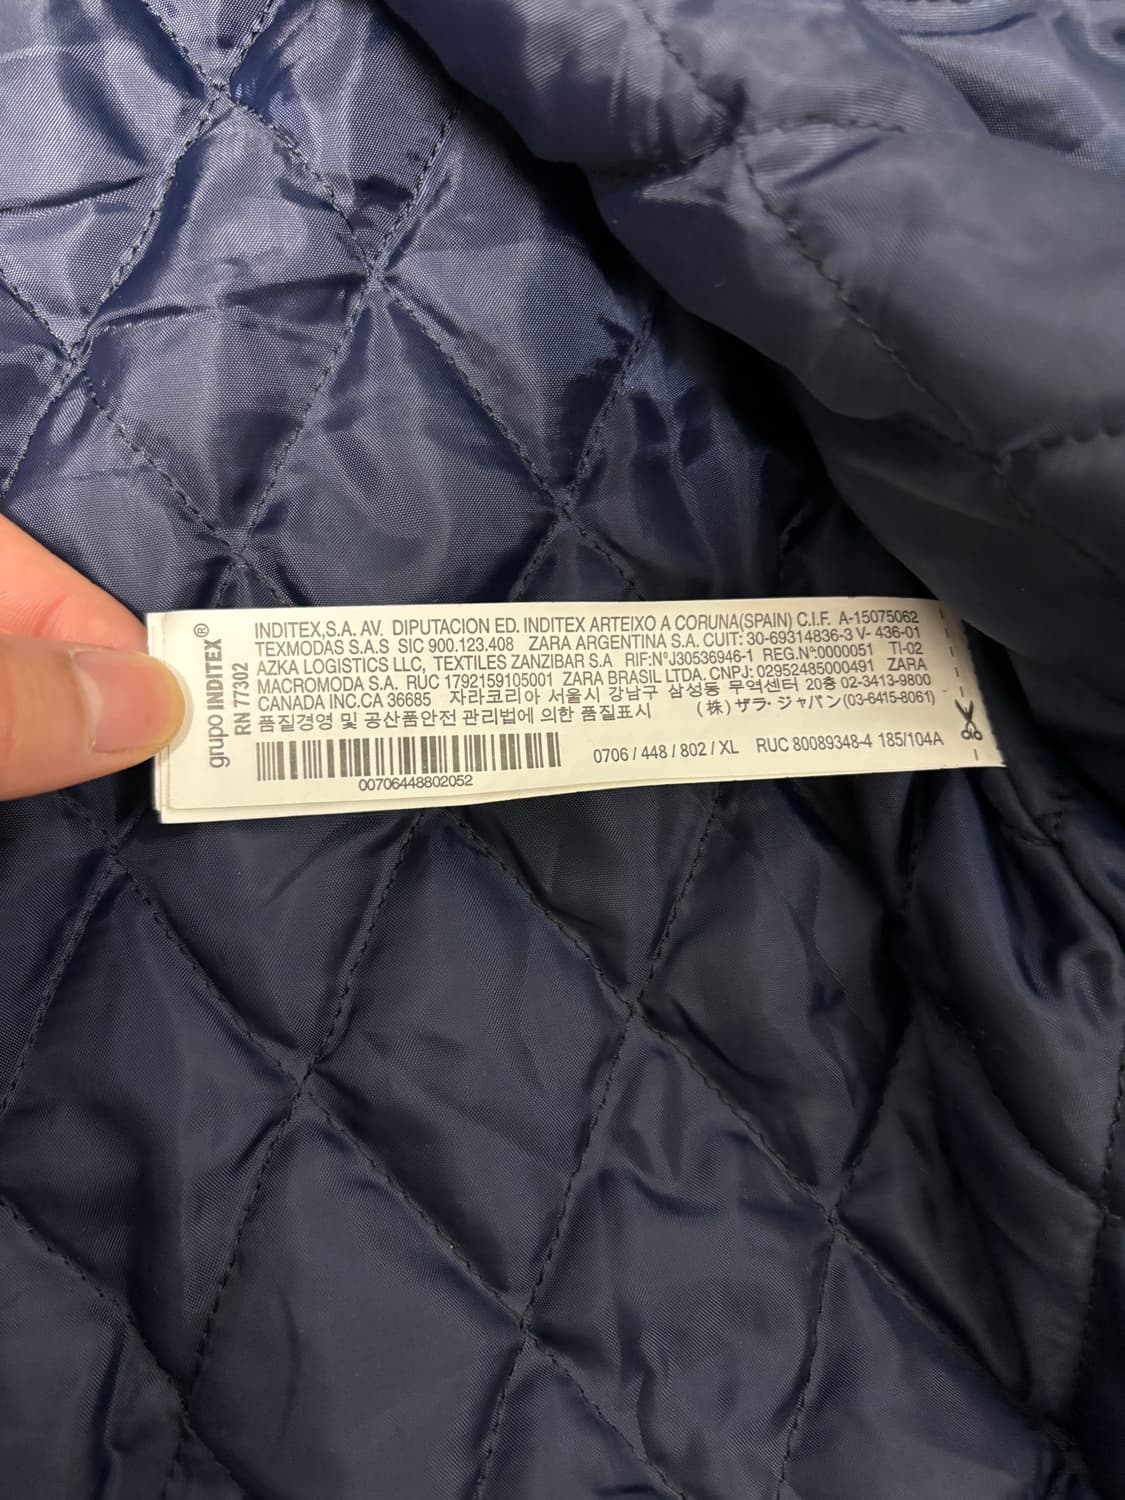 grupo INDITEX®
RN 77302
INDITEX,S.A. AV. DIPUTACION ED. INDITEX ARTEIXO A CORUNA(SPAIN) C.I.F. A-15075062
TEXMODAS S.A.S SIC 900.123.408 ZARA ARGENTINA S.A. CUIT: 30-69314836-3 V- 436-01
AZKA LOGISTICS LLC, TEXTILES ZANZIBAR S.A RIF:N°J30536946-1 REG.Nº:0000051 TI-02
MACROMODA S.A. RUC 1792159105001 ZARA BRASIL LTDA. CNPJ: 02952485000491 ZARA
CANADA INC.CA 36685 자라코리아 서울시 강남구 삼성동 무역센터 20층 02-3413-9800
품질경영 및 공산품안전 관리법에 의한 품질표시 (株) ザラ・ジャパン(03-6415-8061)
0706 / 448 / 802 / XL RUC 80089348-4 185/104A
00706448802052